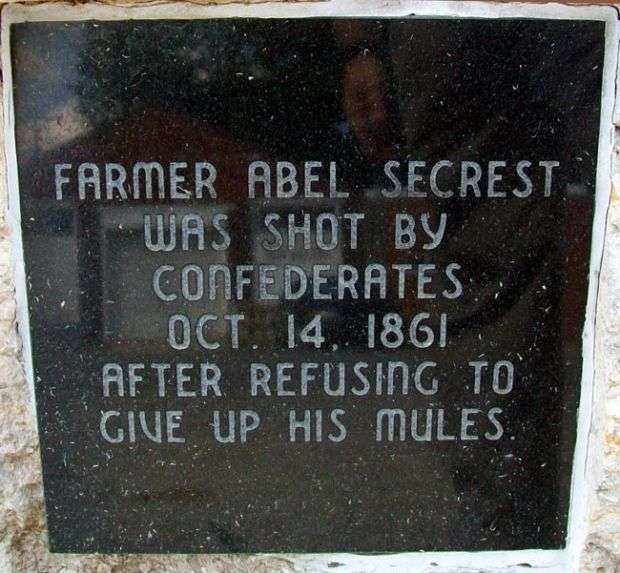 FARMER ABEL SECREST
WAS SHOT BY
CONFEDERATES
OCT. 14, 1861
AFTER REFUSING TO
GIVE UP HIS MULES.